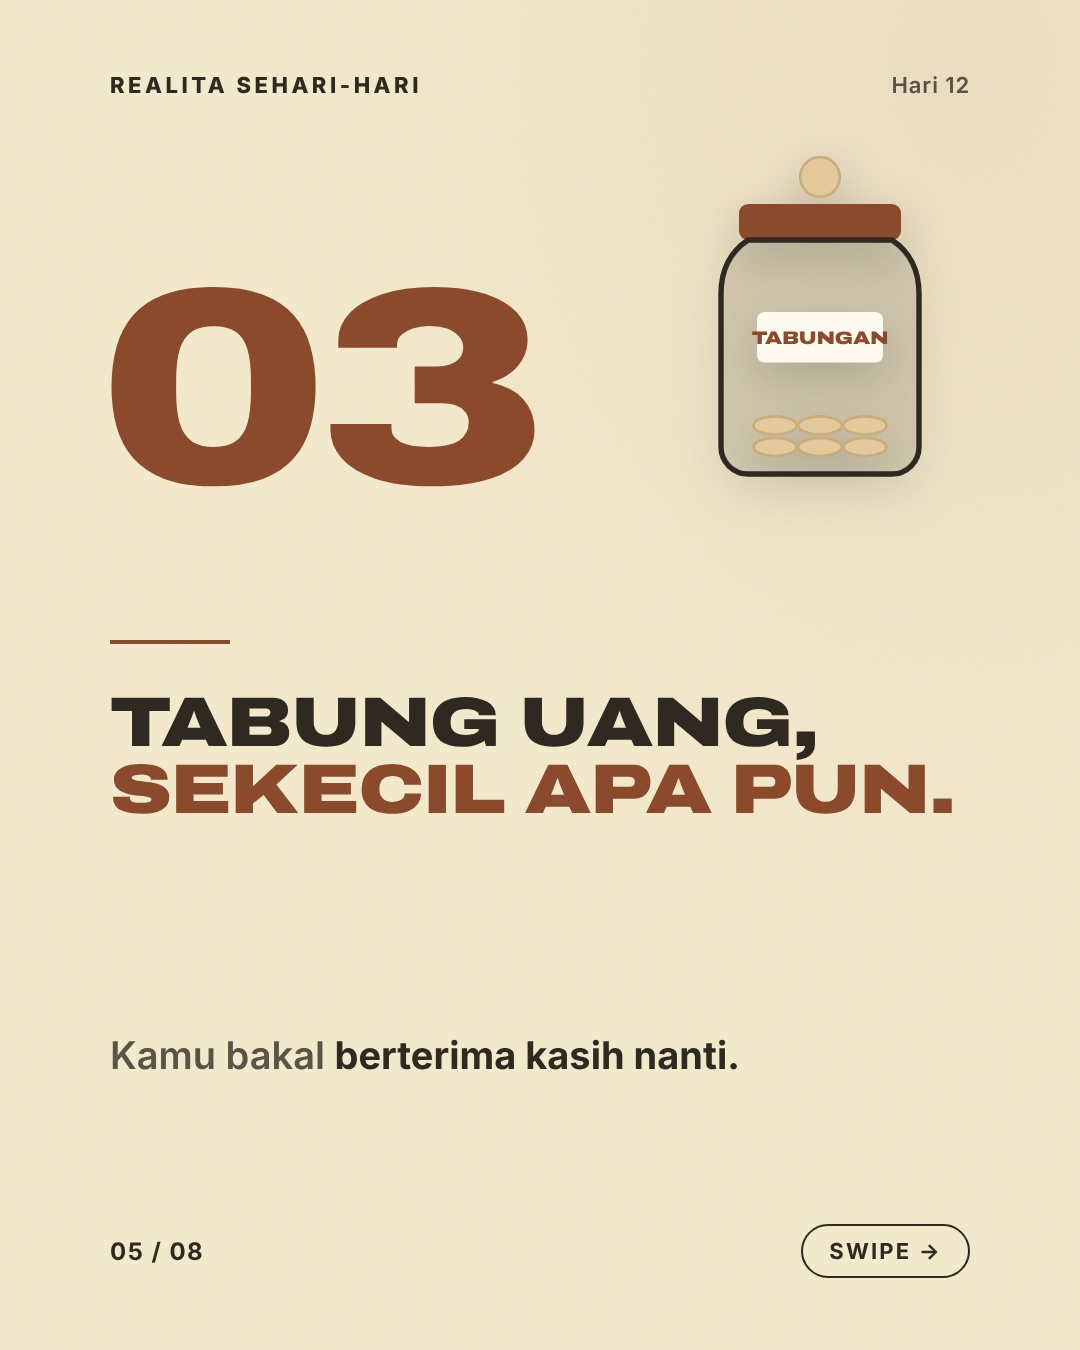 REALITA SEHARI-HARI
Hari 12
03
TABUNGAN
TABUNG UANG,
SEKECIL APA PUN.
Kamu bakal berterima kasih nanti.
05 / 08
SWIPE →